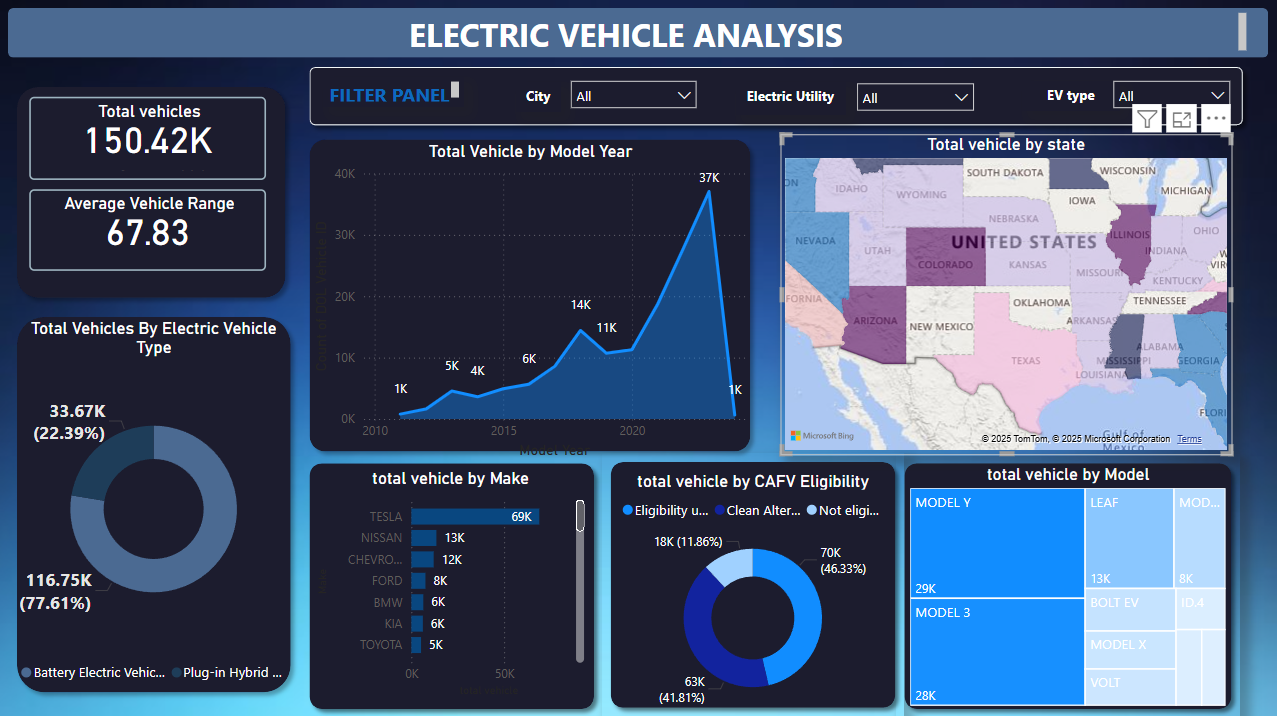 ELECTRIC VEHICLE ANALYSIS
FILTER PANEL
City
All
Electric Utility
All
EV type
All
Total vehicles
150.42K
Average Vehicle Range
67.83
Total Vehicles By Electric Vehicle
Type
33.67K
(22.39%)
116.75K
(77.61%)
Battery Electric Vehic...
Plug-in Hybrid ...
Total Vehicle by Model Year
40K
30K
20K
10K
0K
1K
5K
4K
6K
14K
11K
37K
1K
2010
2015
2020
Model Year
Total vehicle by state
ON
IDAHO
WYOMING
SOUTH DAKOTA
WISCONSIN
MICHIGAN
IOWA
NEBRASKA
NEVADA
UTAH
COLORADO
UNITED STATES
KANSAS
MISSOURI
ILLINOIS
INDIANA
OHIO
KENTUCKY
VIRG
FORNIA
ARIZONA
NEW MEXICO
OKLAHOMA
ARKANSAS
TENNESSEE
TEXAS
LOUISIANA
MISSISSIPPI
ALABAMA
GEORGIA
FLORI
Gulf of
Mexico
Microsoft Bing
© 2025 TomTom, © 2025 Microsoft Corporation Terms
total vehicle by Make
TESLA 69K
NISSAN 13K
CHEVRO... 12K
FORD 8K
BMW 6K
KIA 6K
TOYOTA 5K
0K
50K
total vehicle by CAFV Eligibility
Eligibility u...
Clean Alter...
Not eligi...
18K (11.86%)
70K
(46.33%)
63K
(41.81%)
total vehicle by Model
MODEL Y
29K
MODEL 3
28K
LEAF
13K
MOD...
8K
BOLT EV
ID.4
MODEL X
VOLT